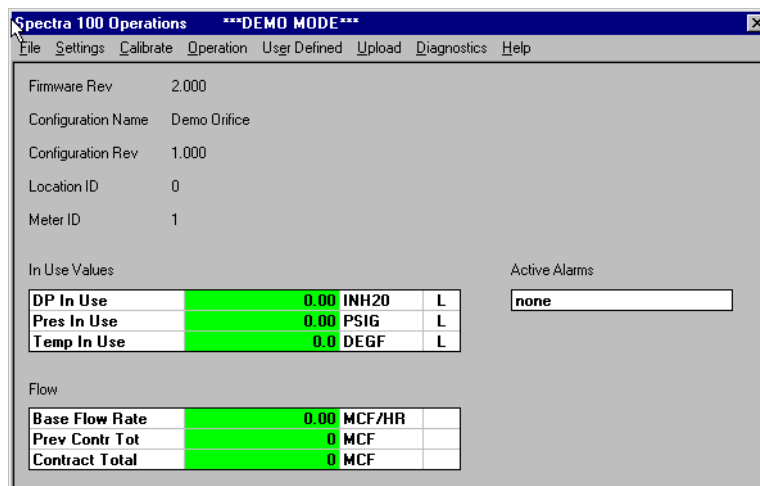 Spectra 100 Operations ***DEMO MODE***
File Settings Calibrate Operation User Defined Upload Diagnostics Help
Firmware Rev 2.000
Configuration Name Demo Orifice
Configuration Rev 1.000
Location ID 0
Meter ID 1
In Use Values Active Alarms
DP In Use 0.00 INH20 L none
Pres In Use 0.00 PSIG L
Temp In Use 0.0 DEGF L
Flow
Base Flow Rate 0.00 MCF/HR
Prev Contr Tot 0 MCF
Contract Total 0 MCF